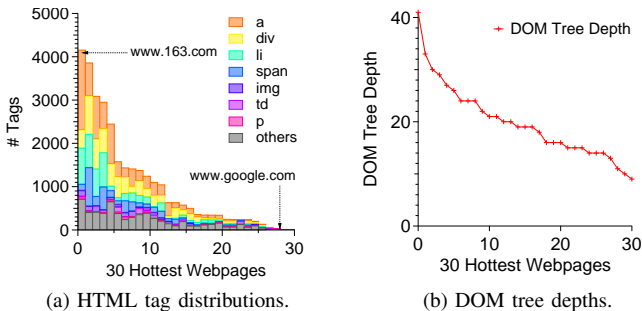 5000
4000
3000
2000
1000
0
# Tags
www.163.com
a
div
li
span
img
td
p
others
www.google.com
0 10 20 30
30 Hottest Webpages
(a) HTML tag distributions.
40
20
0
DOM Tree Depth
DOM Tree Depth
0 10 20 30
30 Hottest Webpages
(b) DOM tree depths.